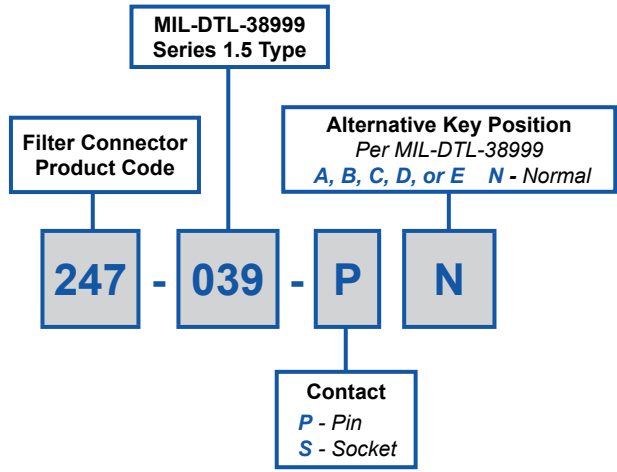 MIL-DTL-38999
Series 1.5 Type
Filter Connector
Product Code
Alternative Key Position
Per MIL-DTL-38999
A, B, C, D, or E N - Normal
247 - 039 - P N
Contact
P - Pin
S - Socket